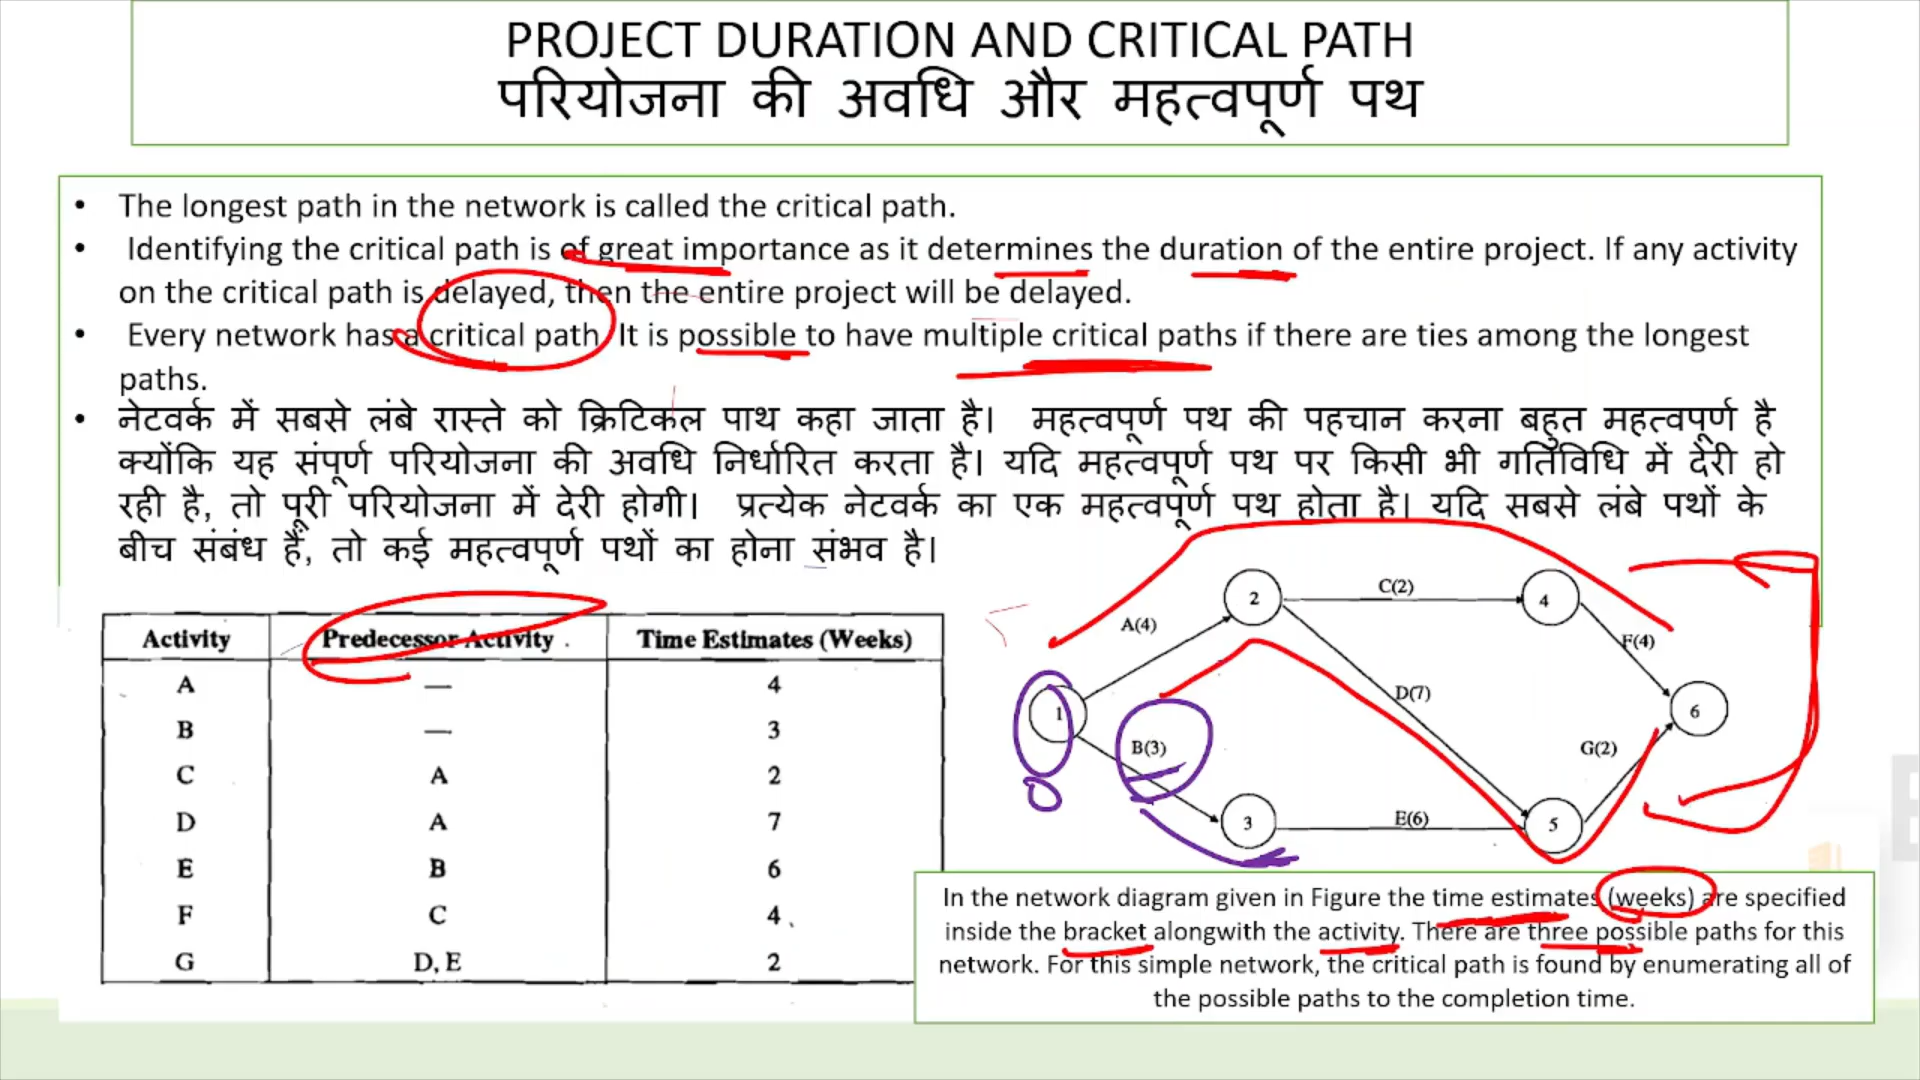 PROJECT DURATION AND CRITICAL PATH
परियोजना की अवधि और महत्वपूर्ण पथ
• The longest path in the network is called the critical path.
• Identifying the critical path is of great importance as it determines the duration of the entire project. If any activity
on the critical path is delayed, then the entire project will be delayed.
• Every network has a critical path. It is possible to have multiple critical paths if there are ties among the longest
paths.
• नेटवर्क में सबसे लंबे रास्ते को क्रिटिकल पाथ कहा जाता है। महत्वपूर्ण पथ की पहचान करना बहुत महत्वपूर्ण है
क्योंकि यह संपूर्ण परियोजना की अवधि निर्धारित करता है। यदि महत्वपूर्ण पथ पर किसी भी गतिविधि में देरी हो
रही है, तो पूरी परियोजना में देरी होगी। प्रत्येक नेटवर्क का एक महत्वपूर्ण पथ होता है। यदि सबसे लंबे पथों के
बीच संबंध हैं, तो कई महत्वपूर्ण पथों का होना संभव है।
Activity Predecessor Activity Time Estimates (Weeks)
A — 4
B — 3
C A 2
D A 7
E B 6
F C 4
G D, E 2
2 C(2) 4
A(4) F(4)
D(7)
1 6
B(3) G(2)
3 E(6) 5
In the network diagram given in Figure the time estimates (weeks) are specified
inside the bracket alongwith the activity. There are three possible paths for this
network. For this simple network, the critical path is found by enumerating all of
the possible paths to the completion time.